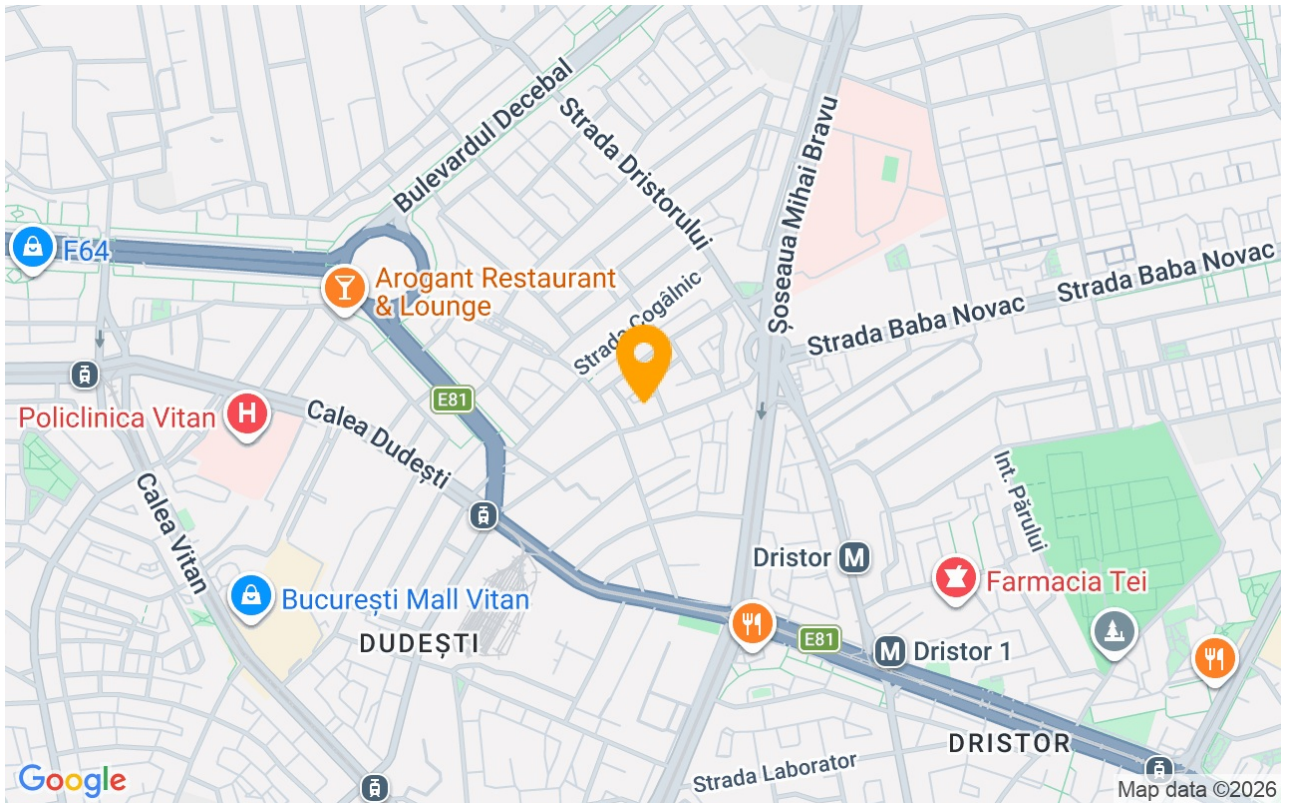 Bulevardul Decebal
Strada Dristorului
Șoseaua Mihai Bravu
F64
Arogant Restaurant
& Lounge
Strada Cogâlnic
Strada Baba Novac
Strada Baba Novac
E81
Policlinica Vitan
H
Calea Dudești
Calea Vitan
Int. Părului
Dristor M
Farmacia Tei
București Mall Vitan
DUDEȘTI
E81
M Dristor 1
DRISTOR
Strada Laborator
Google
Map data ©2026